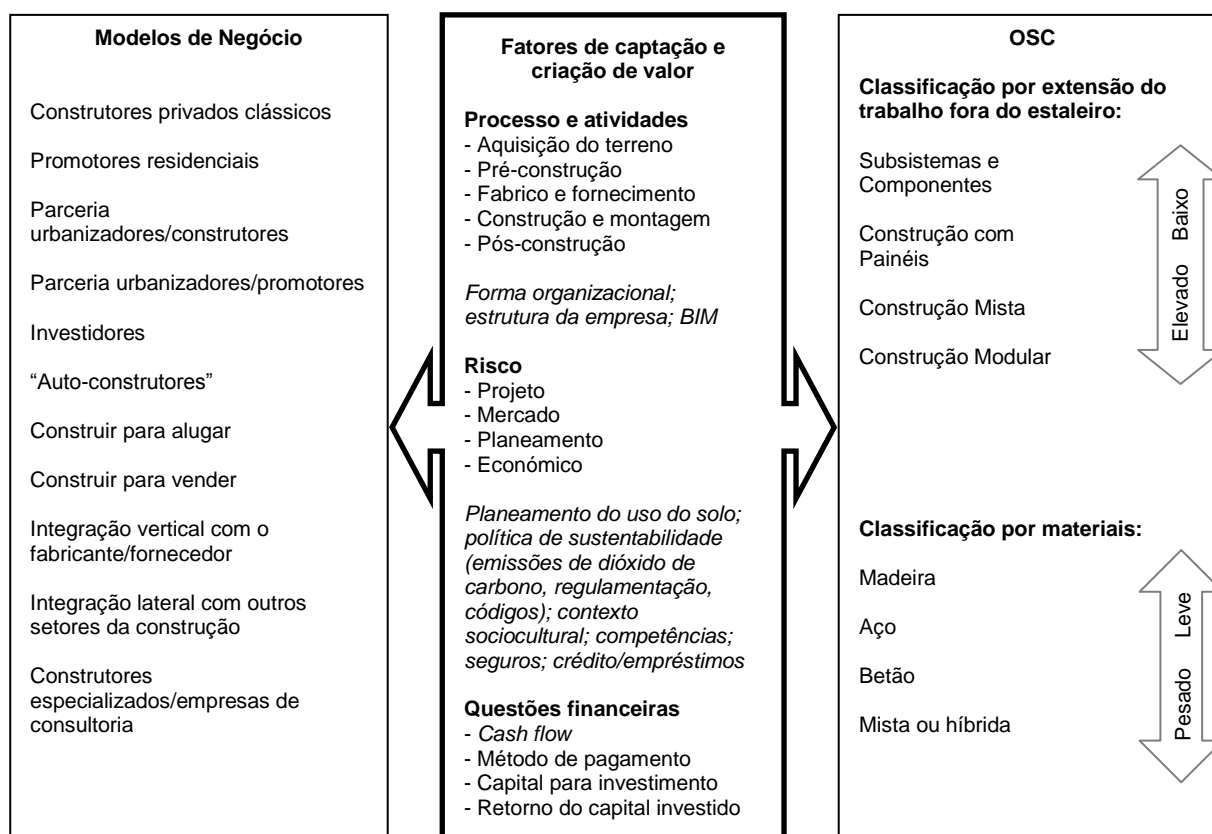 Modelos de Negócio
Construtores privados clássicos
Promotores residenciais
Parceria
urbanizadores/construtores
Parceria urbanizadores/promotores
Investidores
“Auto-construtores”
Construir para alugar
Construir para vender
Integração vertical com o
fabricante/fornecedor
Integração lateral com outros
setores da construção
Construtores
especializados/empresas de
consultoria
Fatores de captação e
criação de valor
Processo e atividades
- Aquisição do terreno
- Pré-construção
- Fabrico e fornecimento
- Construção e montagem
- Pós-construção
Forma organizacional;
estrutura da empresa; BIM
Risco
- Projeto
- Mercado
- Planeamento
- Económico
Planeamento do uso do solo;
política de sustentabilidade
(emissões de dióxido de
carbono, regulamentação,
códigos); contexto
sociocultural; competências;
seguros; crédito/empréstimos
Questões financeiras
- Cash flow
- Método de pagamento
- Capital para investimento
- Retorno do capital investido
OSC
Classificação por extensão do
trabalho fora do estaleiro:
Subsistemas e
Componentes
Construção com
Painéis
Construção Mista
Construção Modular
Elevado Baixo
Classificação por materiais:
Madeira
Aço
Betão
Mista ou híbrida
Pesado Leve